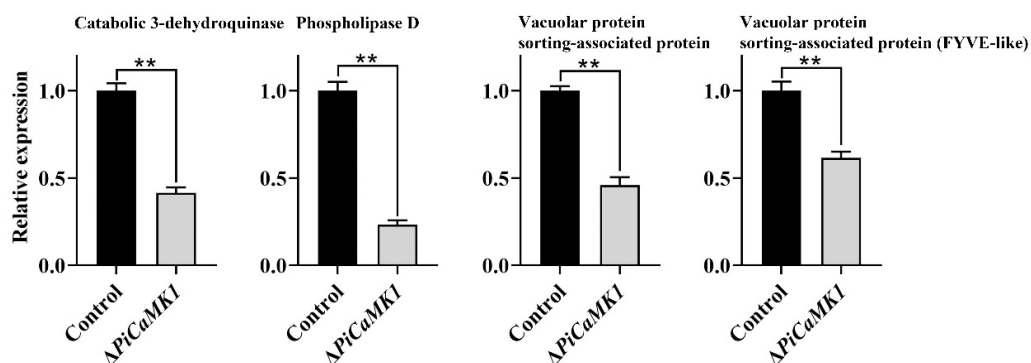 Catabolic 3-dehydroquinase
Phospholipase D
Vacuolar protein
sorting-associated protein
Vacuolar protein
sorting-associated protein (FYVE-like)
Relative expression
1.0
0.5
0.0
**
Control
ΔPiCaMK1
1.0
0.5
0.0
**
Control
ΔPiCaMK1
1.0
0.5
0.0
**
Control
ΔPiCaMK1
1.0
0.5
0.0
**
Control
ΔPiCaMK1